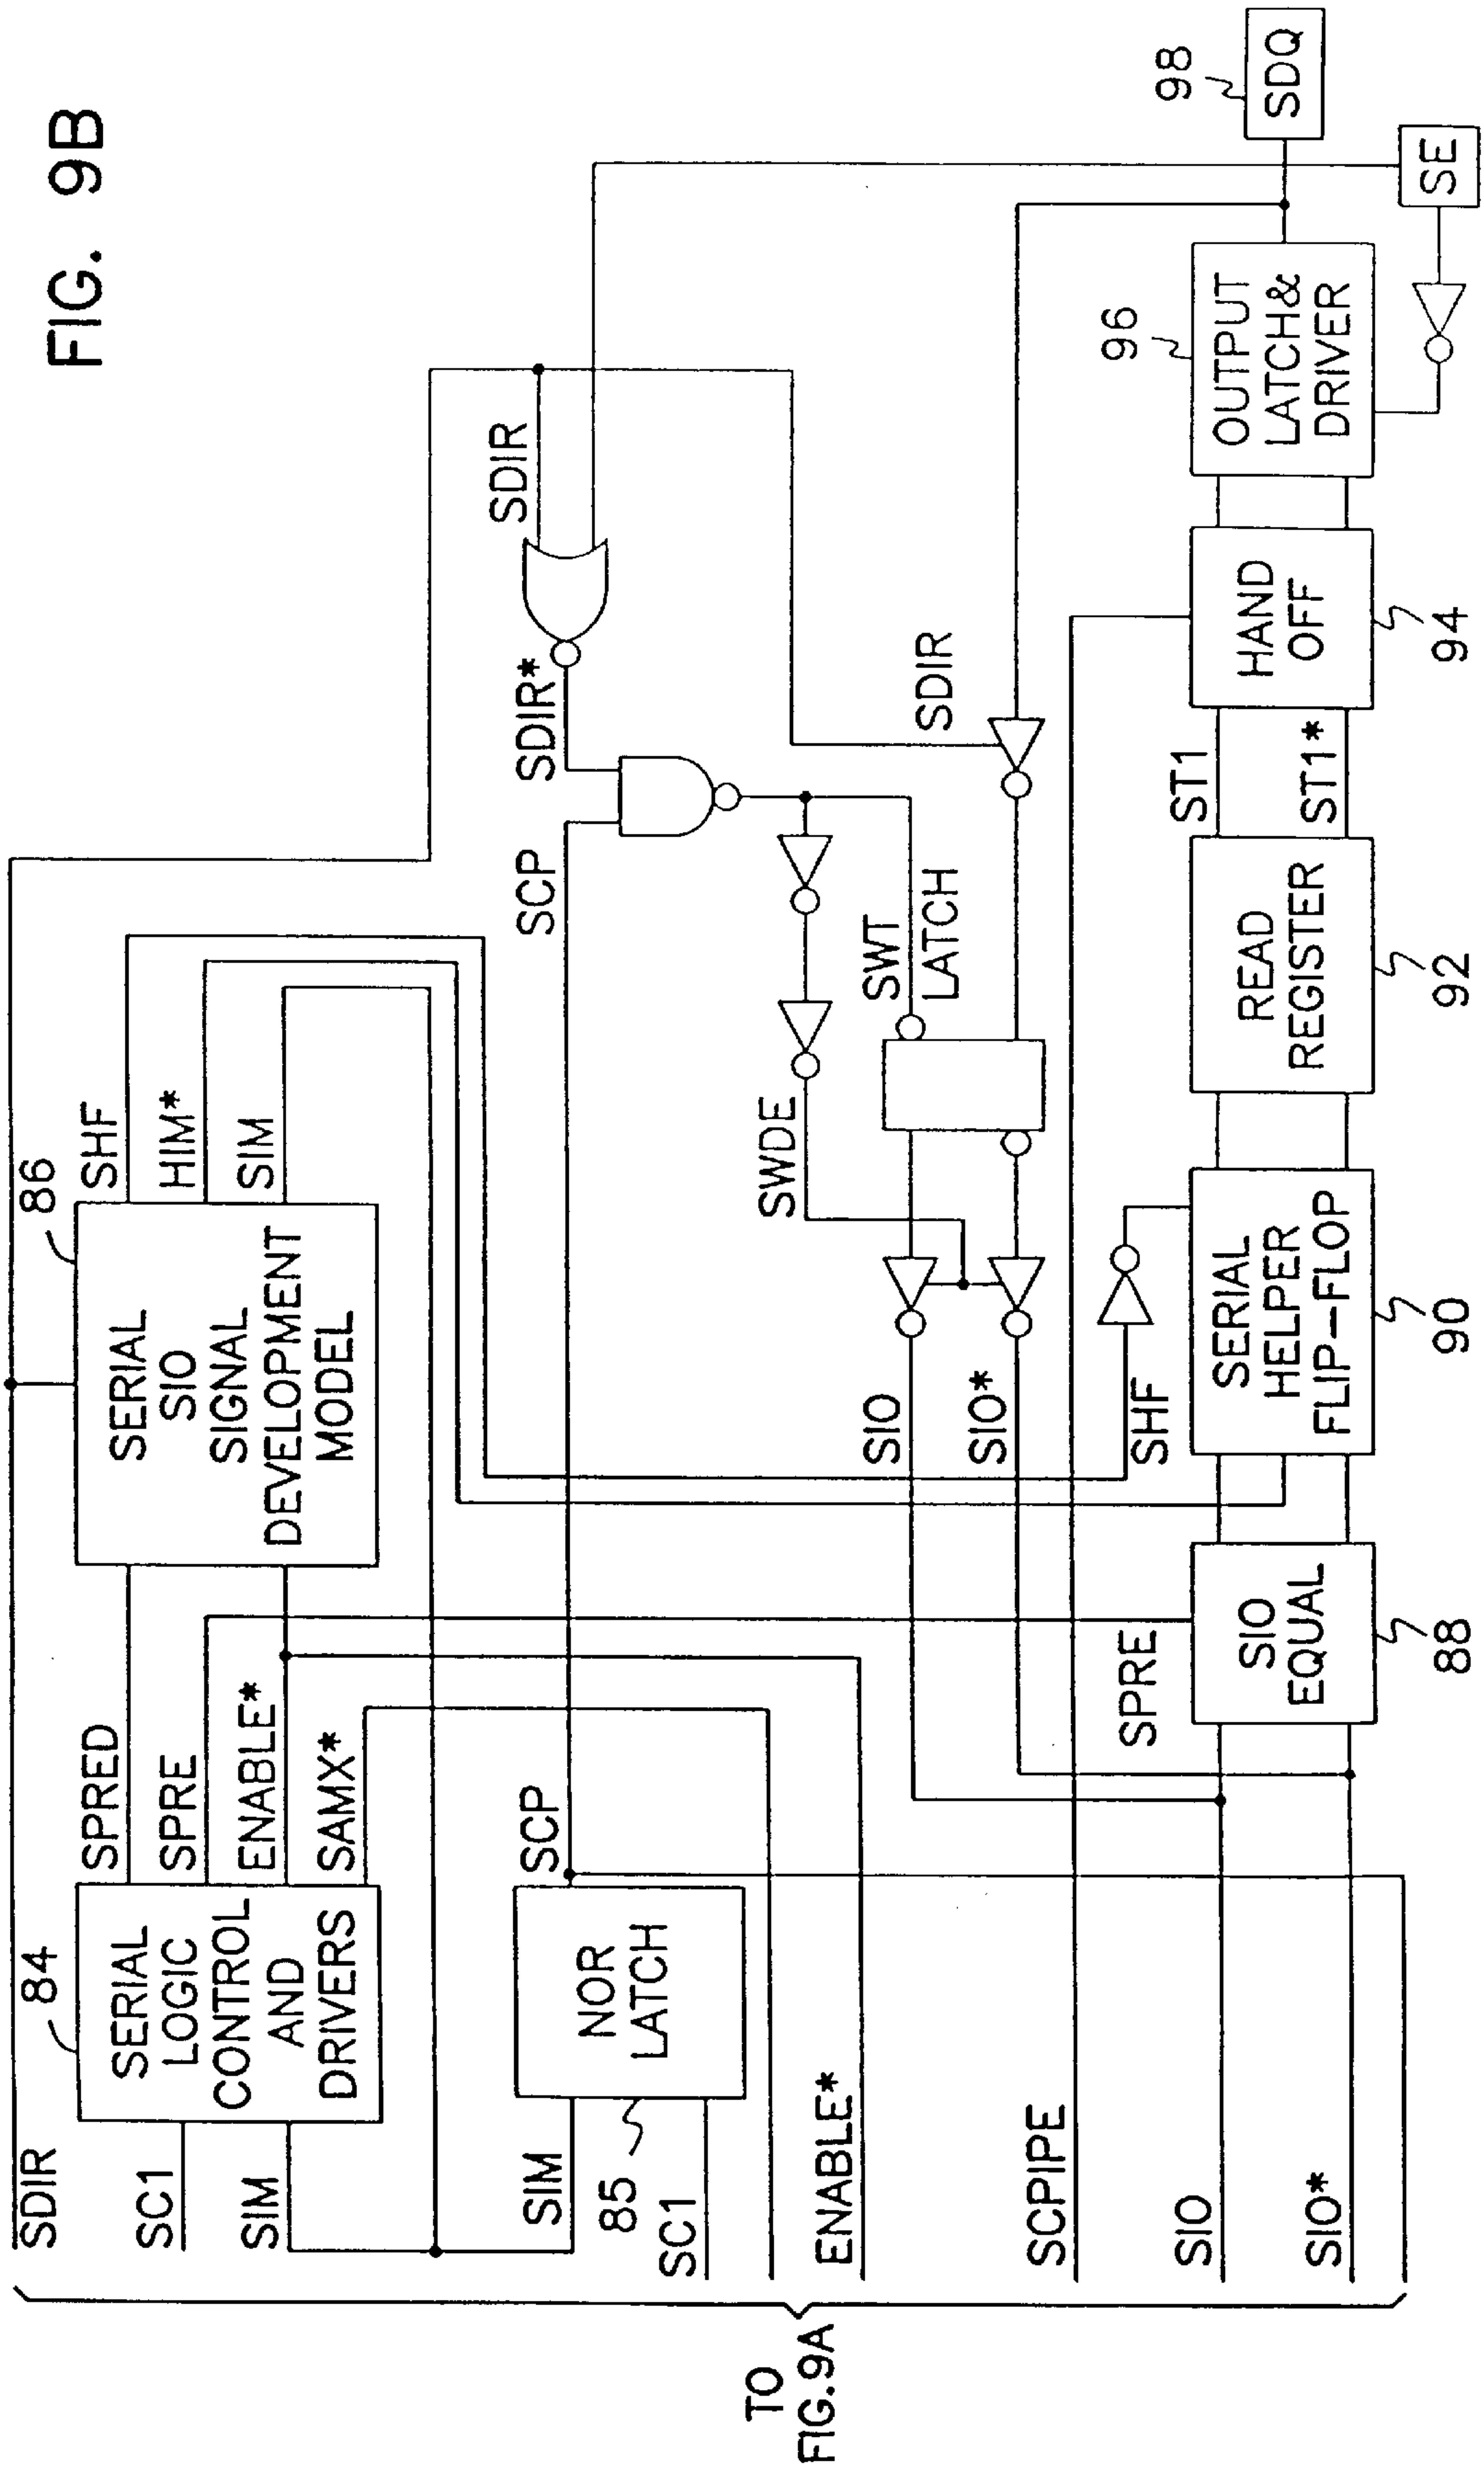 FIG. 9B
SDIR
84
SERIAL
LOGIC
CONTROL
AND
DRIVERS
SC1
SIM
SPRED
SPRE
ENABLE*
SAMX*
86
SERIAL
SIO
SIGNAL
DEVELOPMENT
MODEL
SHF
HIM*
SIM
SIM
85
SC1
NOR
LATCH
SCP
SCP
SDIR*
SDIR
SWDE
SWT
LATCH
SDIR
SIO
SIO*
ENABLE*
SCPIPE
SIO
SIO*
SPRE
SIO
EQUAL
88
SHF
SERIAL
HELPER
FLIP-FLOP
90
READ
REGISTER
92
ST1
ST1*
HAND
OFF
94
OUTPUT
LATCH&
DRIVER
96
SDQ
98
SE
TO
FIG.9A